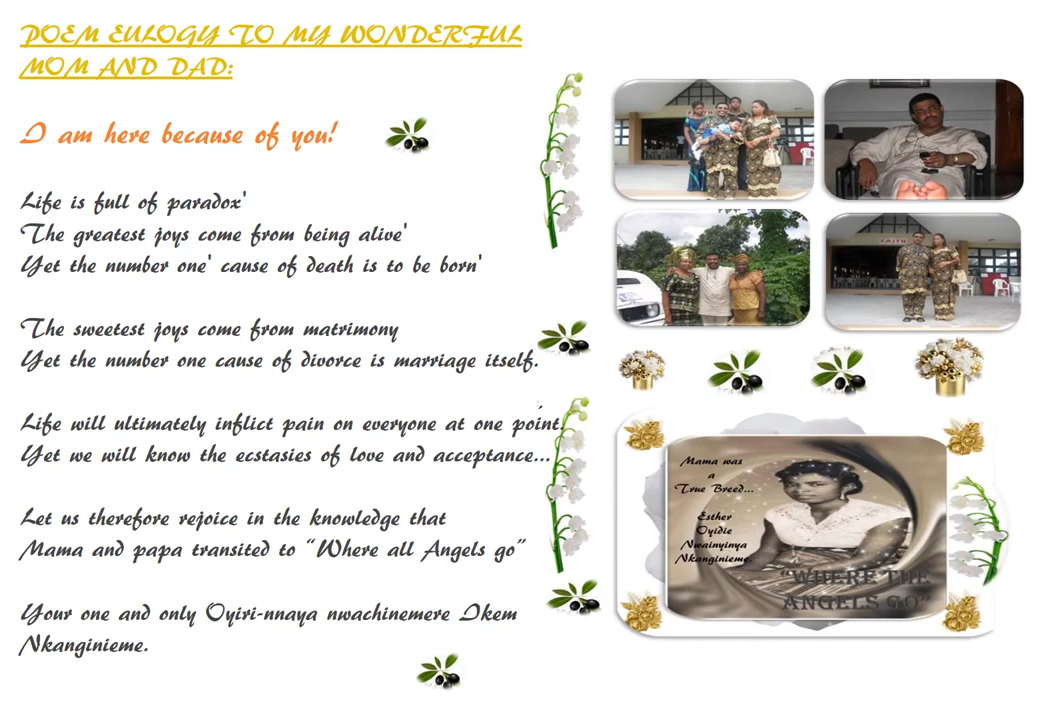 POEM EULOGY TO MY WONDERFUL
MOM AND DAD:
I am here because of you!
Life is full of paradox'
The greatest joys come from being alive'
Yet the number one' cause of death is to be born'
The sweetest joys come from matrimony
Yet the number one cause of divorce is marriage itself.
Life will ultimately inflict pain on everyone at one point.
Yet we will know the ecstasies of love and acceptance...
Let us therefore rejoice in the knowledge that
Mama and papa transited to “Where all Angels go”
Your one and only Oyiri-nnaya nwachinemere Ikem
Nkanginieme.
FAITH
Mama was
a
True Breed...
Esther
Oyidie
Nwainyinya
Nkanginieme.
“WHERE THE
ANGELS GO”